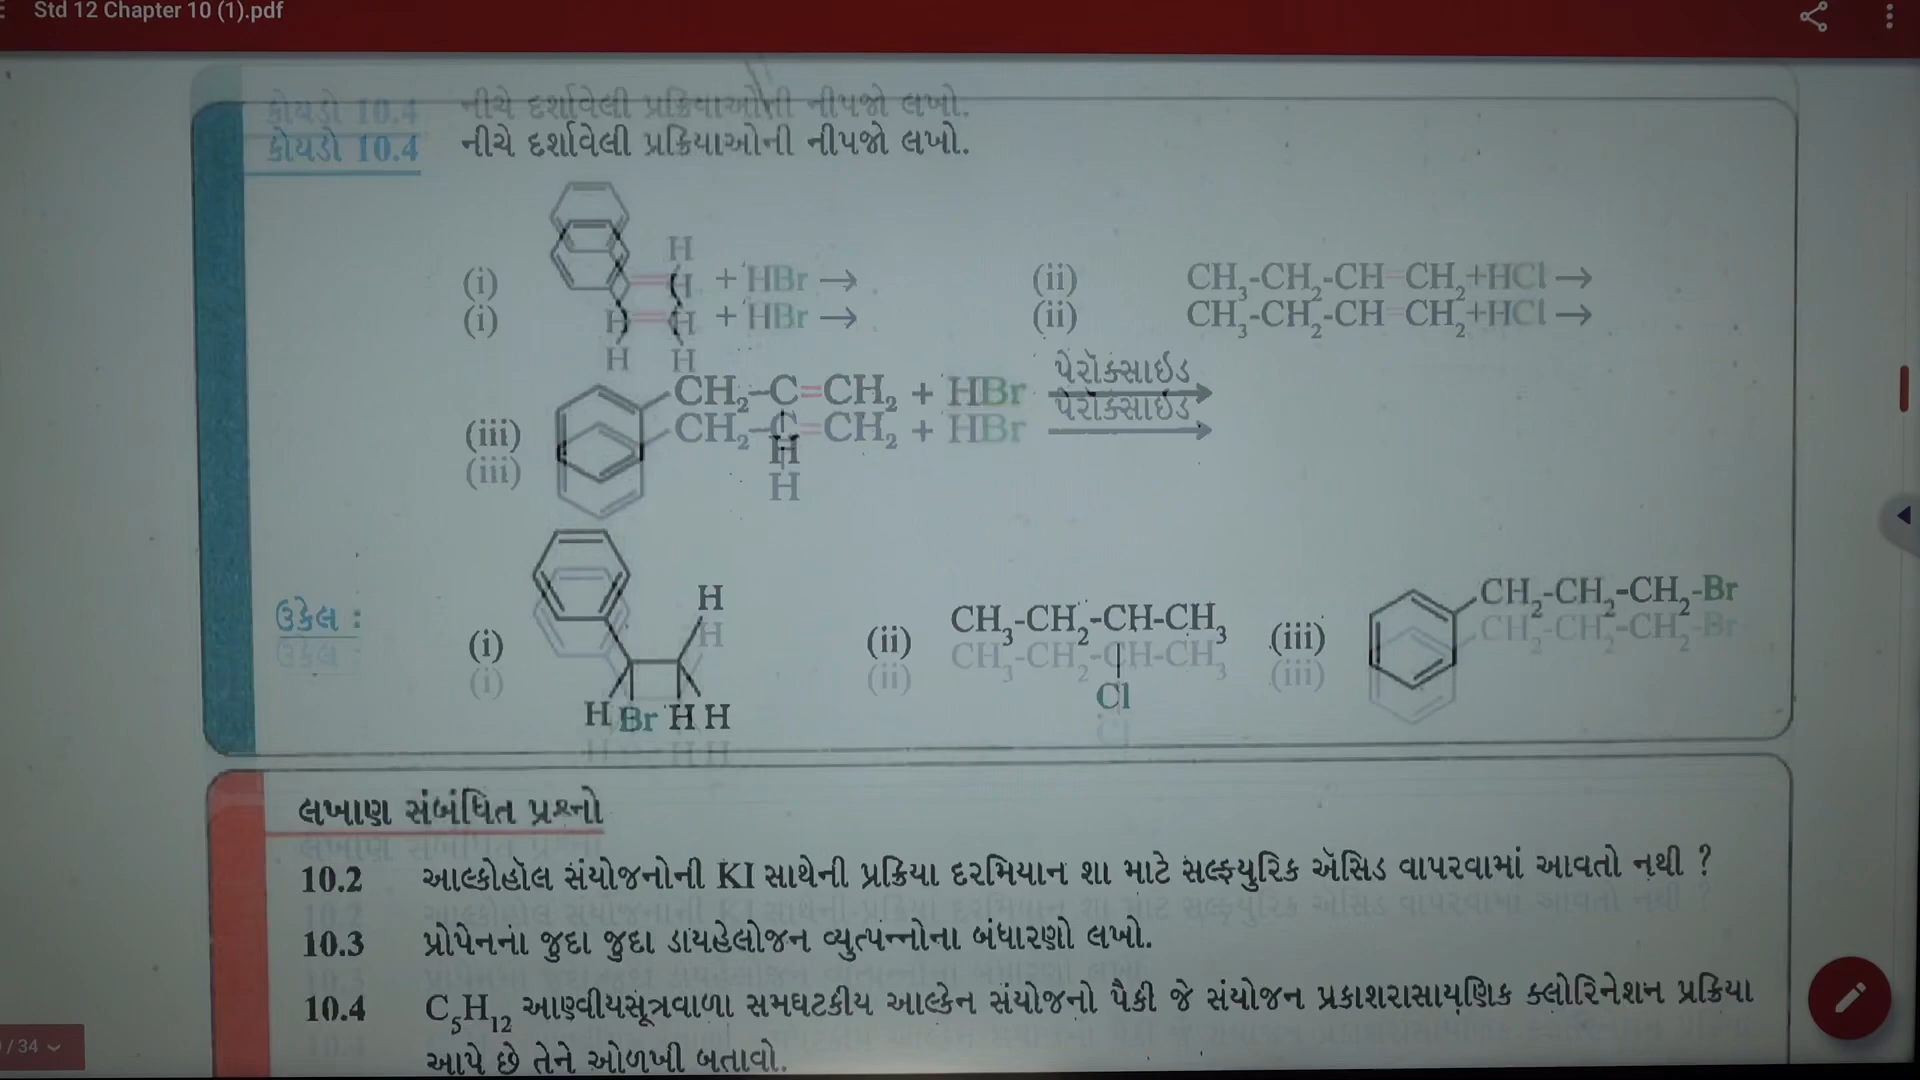 Std 12 Chapter 10 (1).pdf
કોયડો 10.4 નીચે દર્શાવેલી પ્રક્રિયાઓની નીપજો લખો.
(i) H H H + HBr →
(ii) CH₃-CH₂-CH=CH₂+HCl →
(iii) CH₂-C=CH₂ + HBr પેરૉક્સાઇડ →
H
ઉકેલ :
(i) H H Br H H
(ii) CH₃-CH₂-CH-CH₃
Cl
(iii) CH₂-CH₂-CH₂-Br
લખાણ સંબંધિત પ્રશ્નો
10.2 આલ્કોહૉલ સંયોજનોની KI સાથેની પ્રક્રિયા દરમિયાન શા માટે સલ્ફ્યુરિક ઍસિડ વાપરવામાં આવતો નથી ?
10.3 પ્રોપેનના જુદા જુદા ડાયહેલોજન વ્યુત્પન્નોના બંધારણો લખો.
10.4 C₅H₁₂ આણ્વીયસૂત્રવાળા સમઘટકીય આલ્કેન સંયોજનો પૈકી જે સંયોજન પ્રકાશરાસાયણિક ક્લોરિનેશન પ્રક્રિયા
આપે છે તેને ઓળખી બતાવો.
/ 34